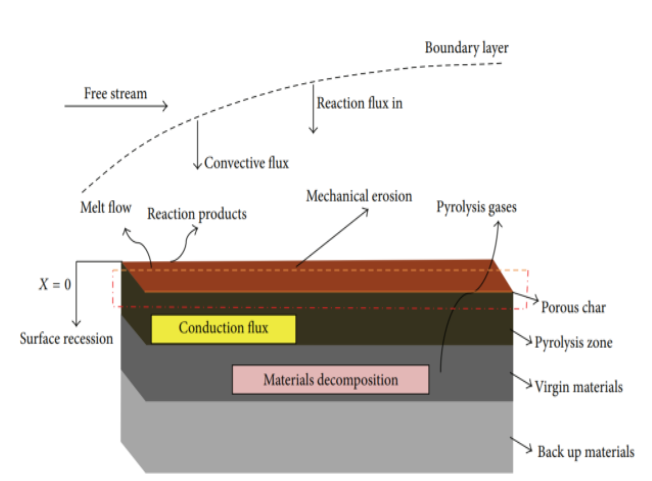 Boundary layer
Free stream
Reaction flux in
Convective flux
Mechanical erosion
Melt flow
Reaction products
Pyrolysis gases
X = 0
Porous char
Surface recession
Conduction flux
Pyrolysis zone
Materials decomposition
Virgin materials
Back up materials